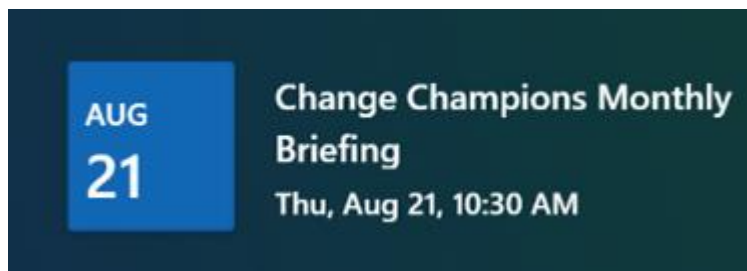 AUG
21
Change Champions Monthly
Briefing
Thu, Aug 21, 10:30 AM